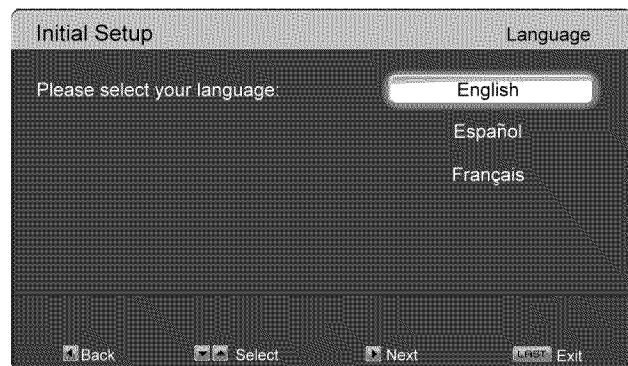 Initial Setup Language
Please select your language: English
Español
Français
Back Select Next LAST Exit